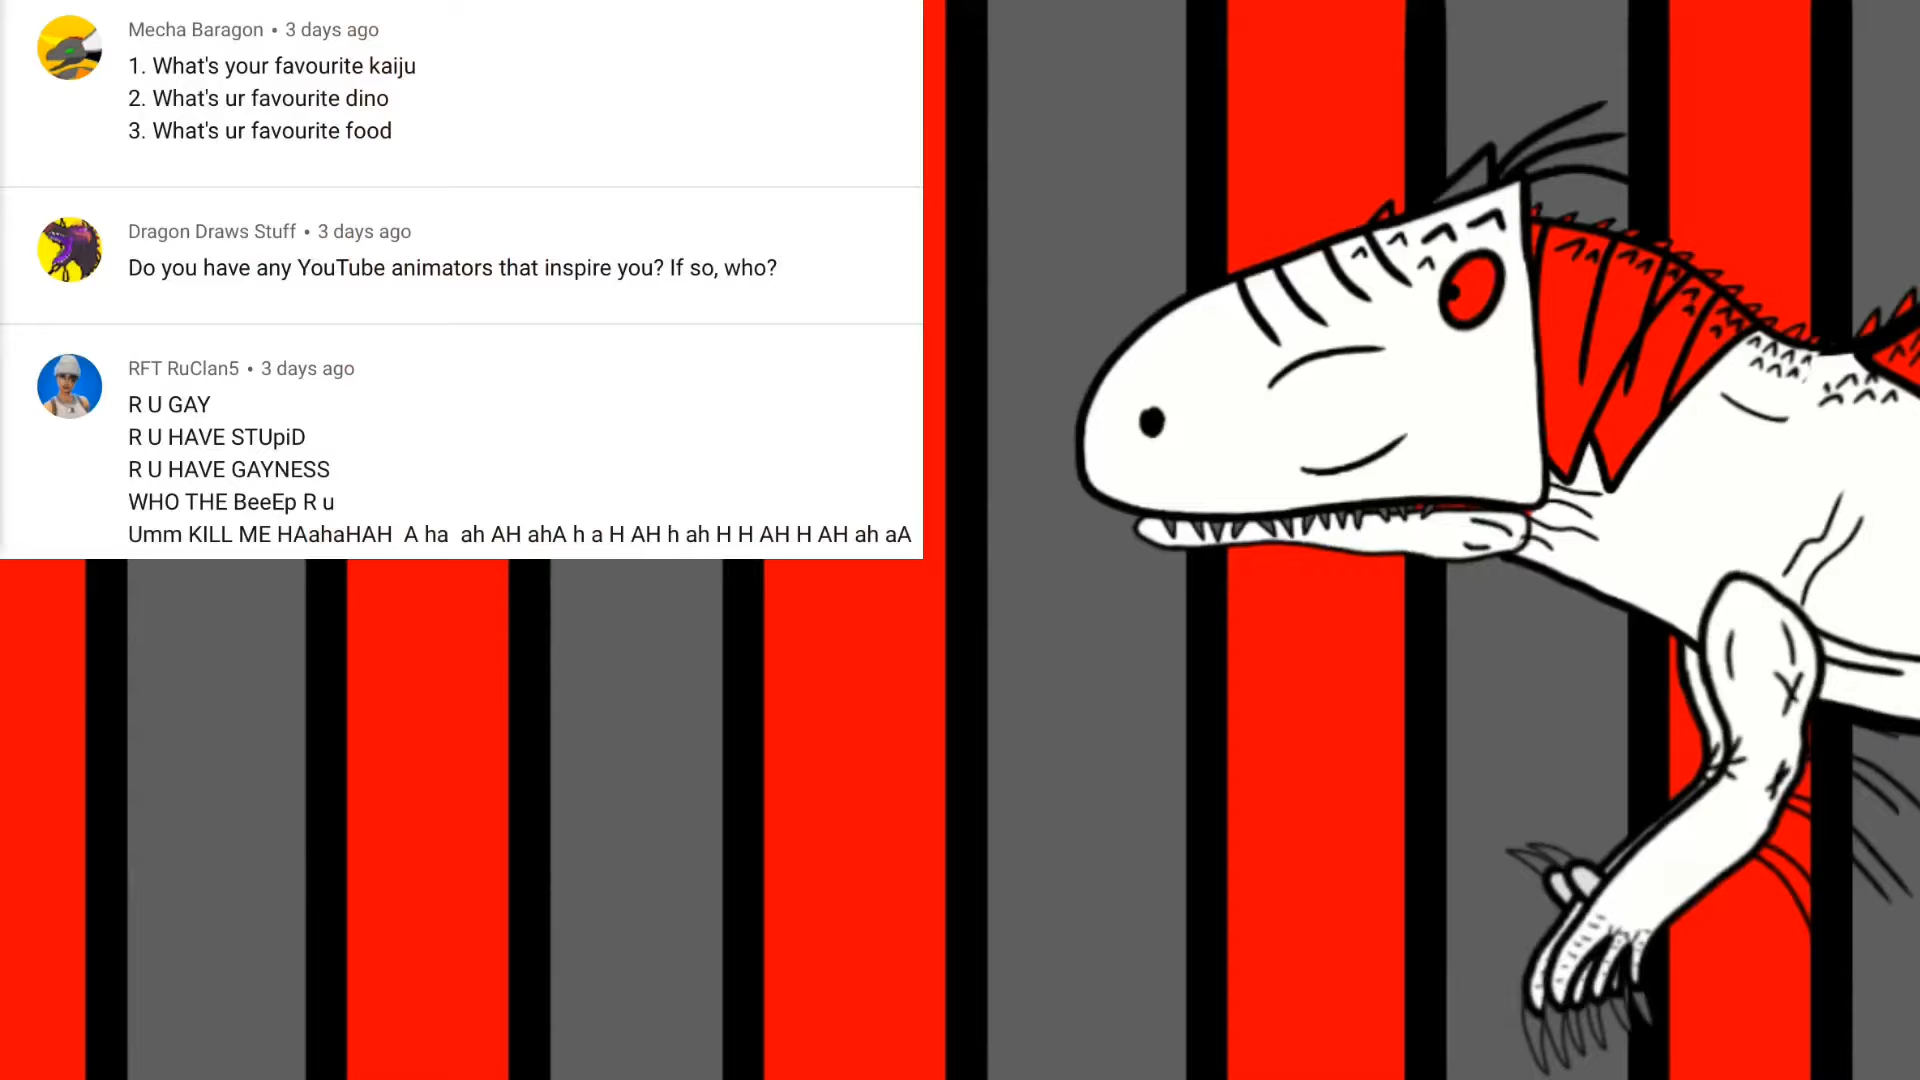 Mecha Baragon • 3 days ago
1. What's your favourite kaiju
2. What's ur favourite dino
3. What's ur favourite food
Dragon Draws Stuff • 3 days ago
Do you have any YouTube animators that inspire you? If so, who?
RFT RuClan5 • 3 days ago
R U GAY
R U HAVE STUpiD
R U HAVE GAYNESS
WHO THE BeeEp R u
Umm KILL ME HAahaHAH  A ha  ah AH ahA h a H AH h ah H H AH H AH ah aA